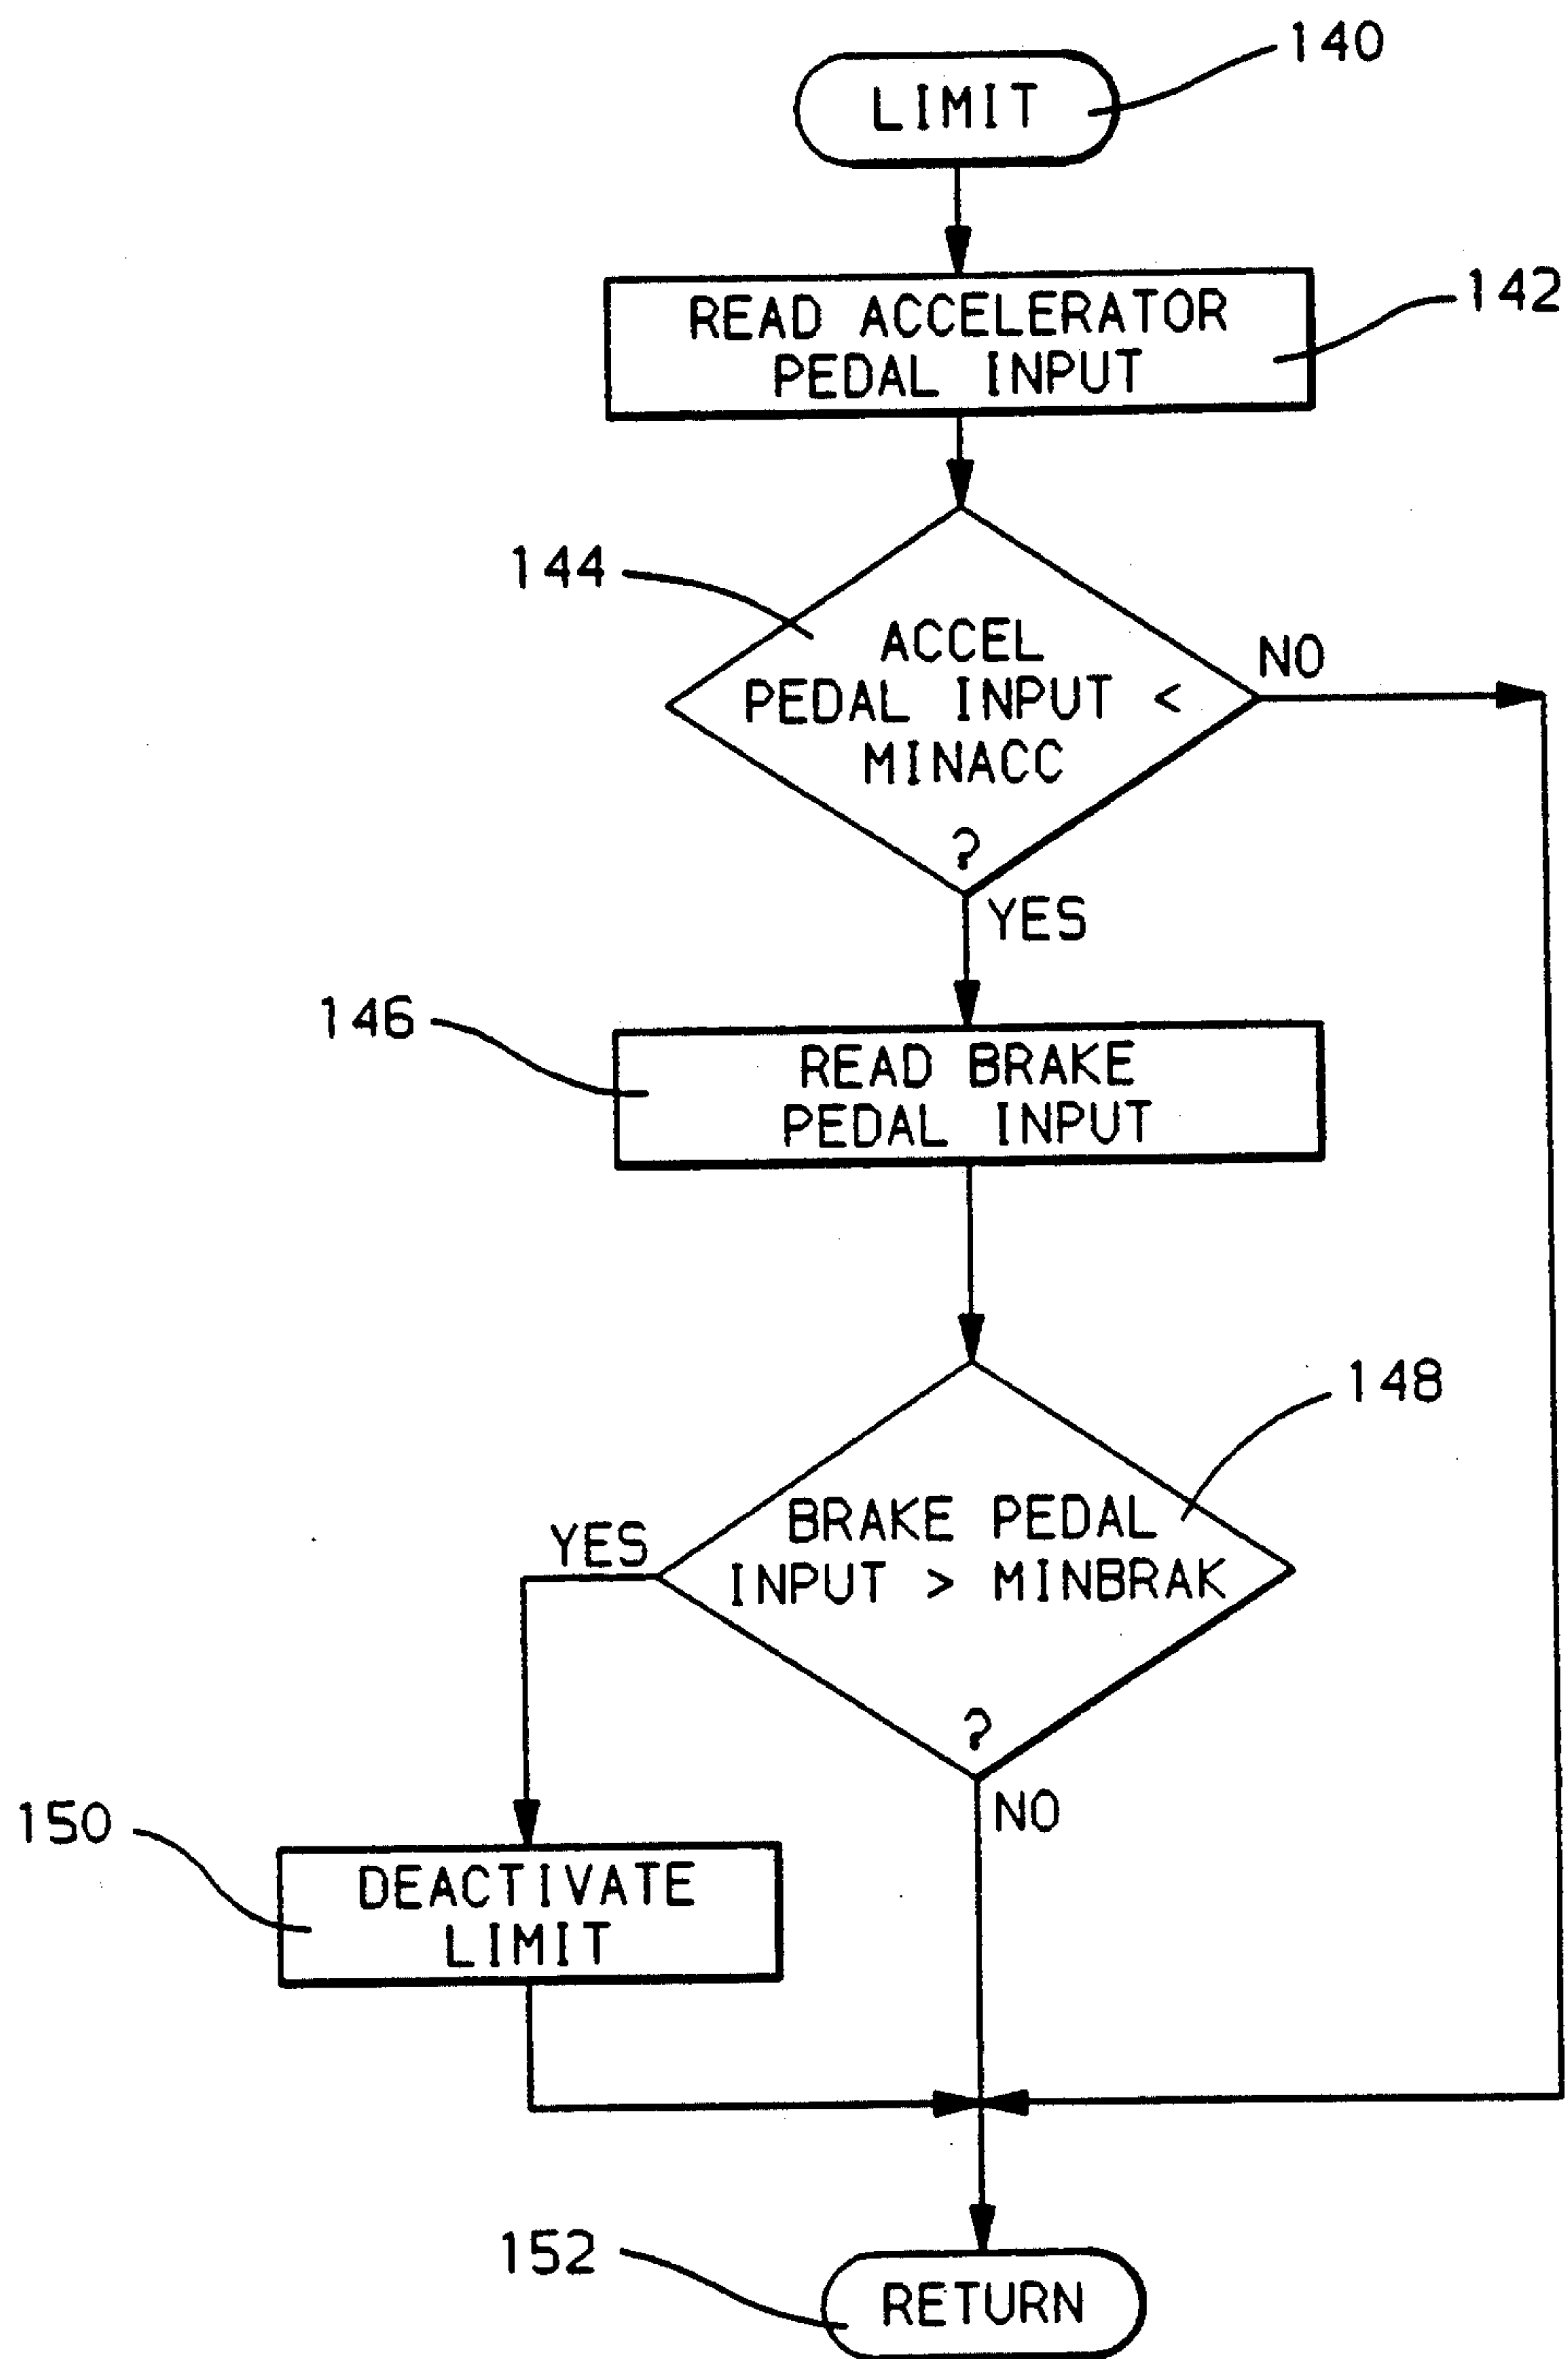 LIMIT
140
READ ACCELERATOR
PEDAL INPUT
142
144
ACCEL
PEDAL INPUT <
MINACC
?
NO
YES
146
READ BRAKE
PEDAL INPUT
148
BRAKE PEDAL
INPUT > MINBRAK
?
YES
NO
150
DEACTIVATE
LIMIT
152
RETURN